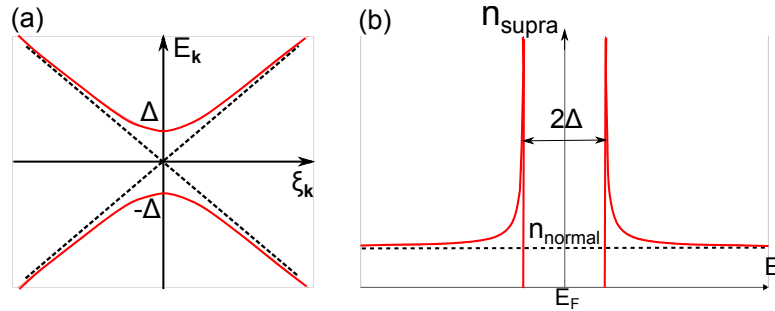 (a)
E_k
Δ
ξ_k
-Δ
(b)
n_supra
2Δ
n_normal
E
E_F